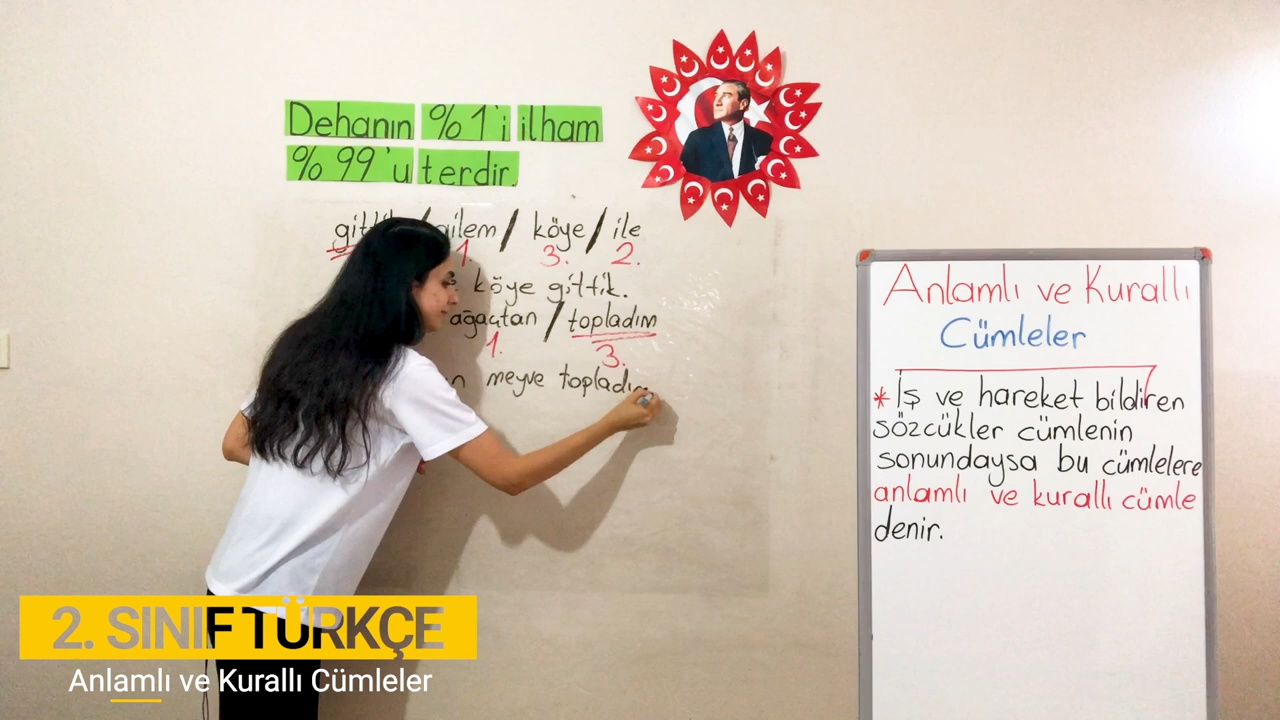 Dehanın %1'i ilham
%99'u terdir.
/ ailem / köye / ile
1. 3. 2.
köye gittik.
ağaçtan / topladım
1. 3.
meyve
Anlamlı ve Kurallı
Cümleler
* İş ve hareket bildiren
sözcükler cümlenin
sonundaysa bu cümlelere
anlamlı ve kurallı cümle
denir.
2. SINIF TÜRKÇE
Anlamlı ve Kurallı Cümleler